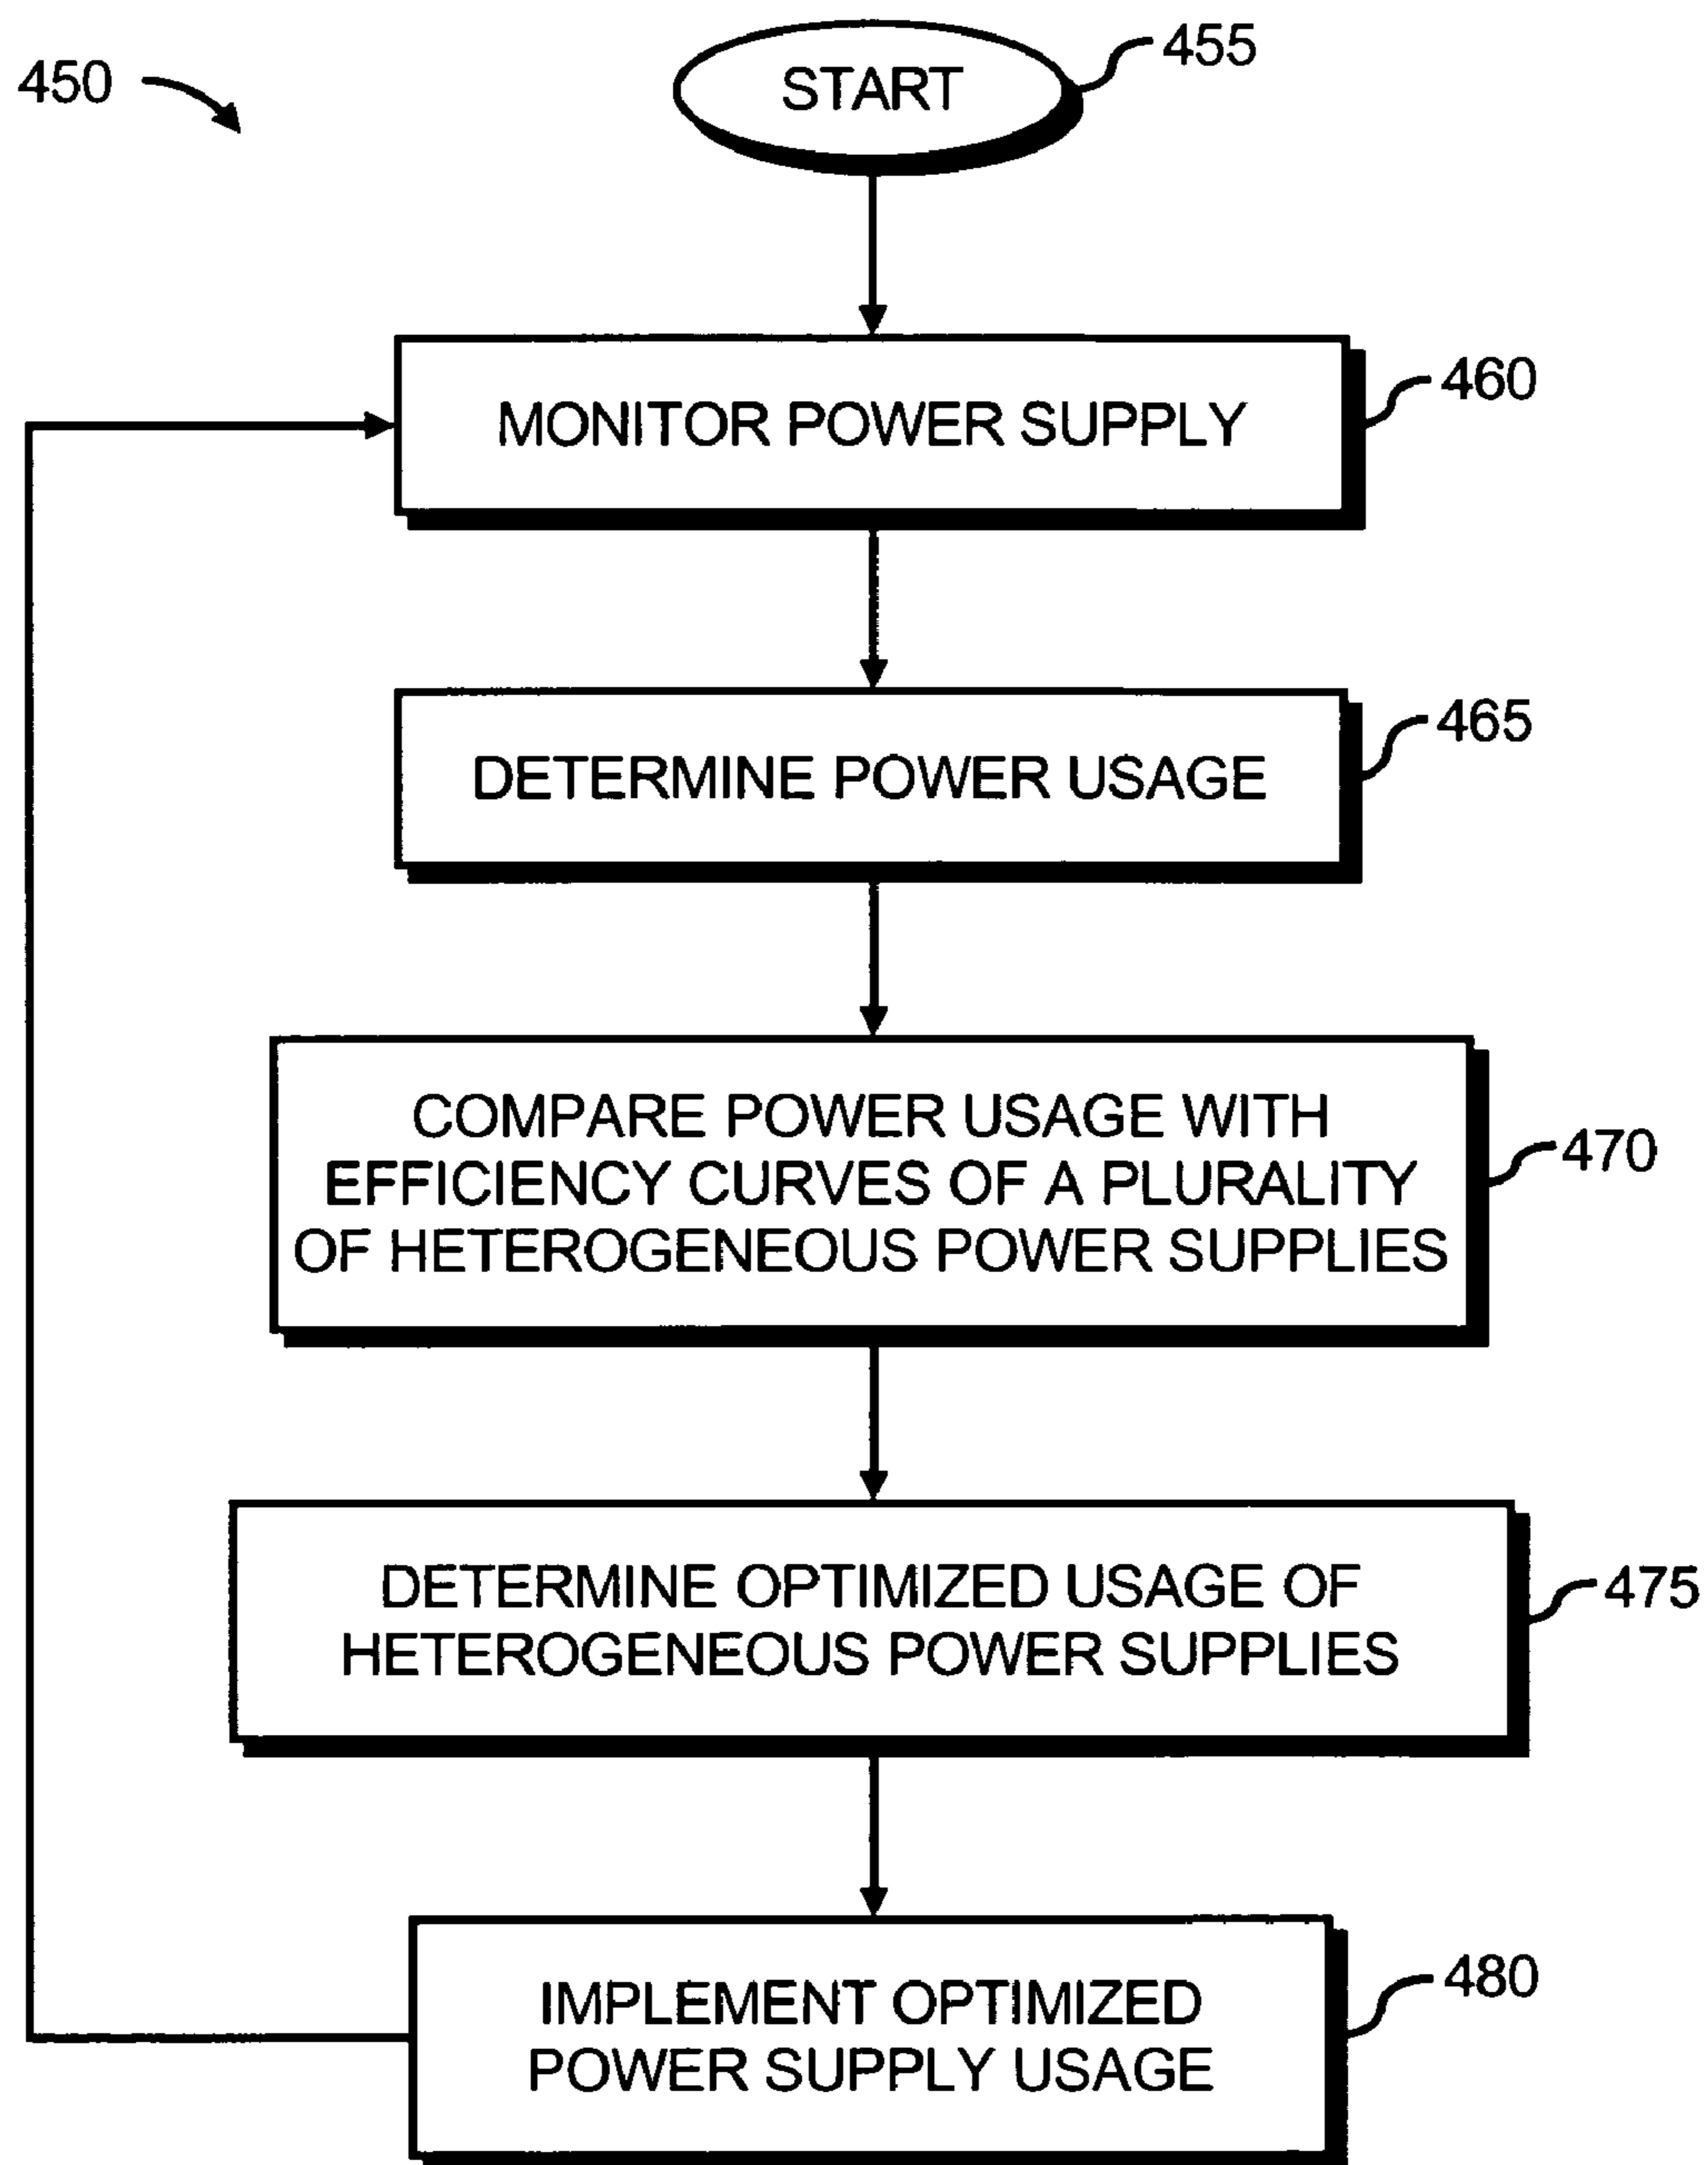 450
START
455
MONITOR POWER SUPPLY
460
DETERMINE POWER USAGE
465
COMPARE POWER USAGE WITH
EFFICIENCY CURVES OF A PLURALITY
OF HETEROGENEOUS POWER SUPPLIES
470
DETERMINE OPTIMIZED USAGE OF
HETEROGENEOUS POWER SUPPLIES
475
IMPLEMENT OPTIMIZED
POWER SUPPLY USAGE
480